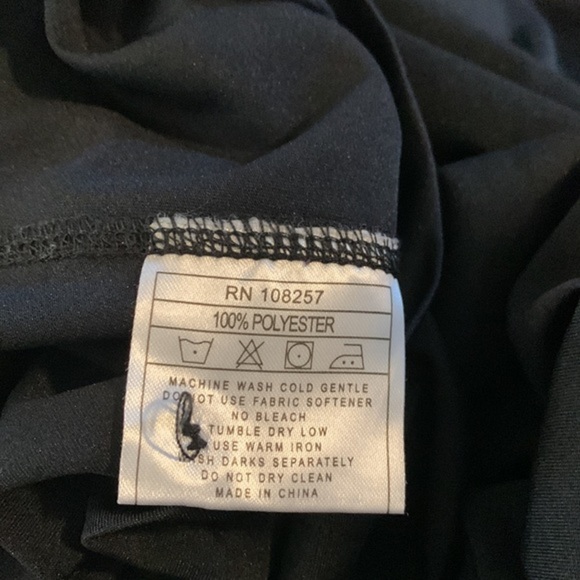 RN 108257
100% POLYESTER
MACHINE WASH COLD GENTLE
DO NOT USE FABRIC SOFTENER
NO BLEACH
TUMBLE DRY LOW
USE WARM IRON
WASH DARKS SEPARATELY
DO NOT DRY CLEAN
MADE IN CHINA